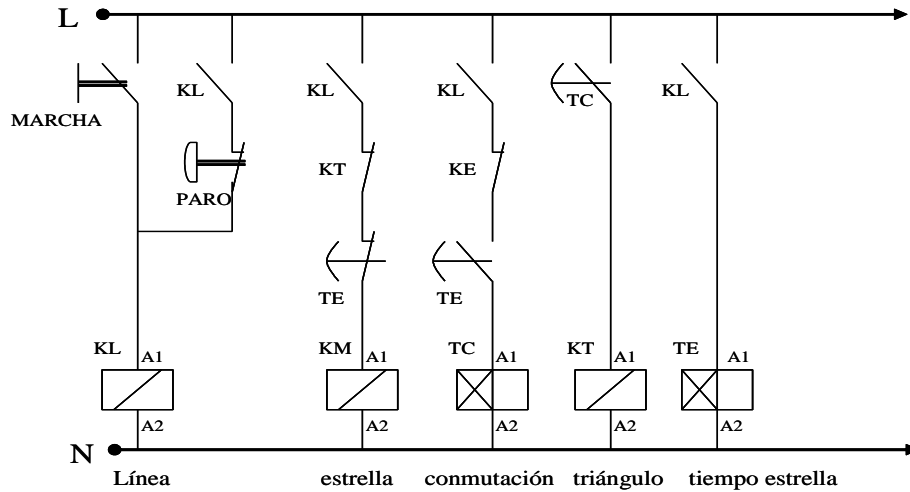 L
KL KL KL TC KL
MARCHA
KT KE
PARO
TE TE
KL KM TC KT TE
A1 A1 A1 A1 A1
A2 A2 A2 A2 A2
N
Línea estrella conmutación triángulo tiempo estrella